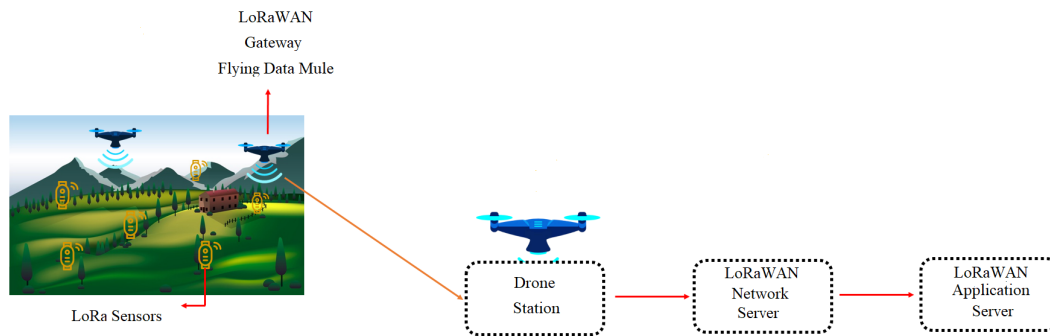 LoRaWAN
Gateway
Flying Data Mule
LoRa Sensors
Drone
Station
LoRaWAN
Network
Server
LoRaWAN
Application
Server